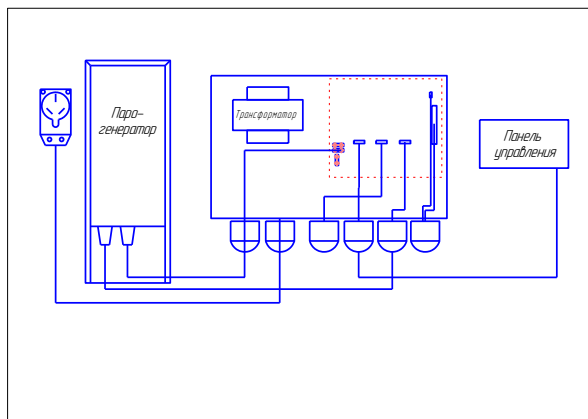 Паро-
генератор
Трансформатор
Панель
управления